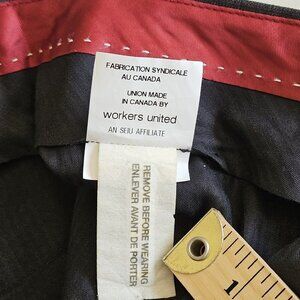 FABRICATION SYNDICALE
AU CANADA
UNION MADE
IN CANADA BY
workers united
AN SEIU AFFILIATE
REMOVE BEFORE WEARING
ENLEVER AVANT DE PORTER
1